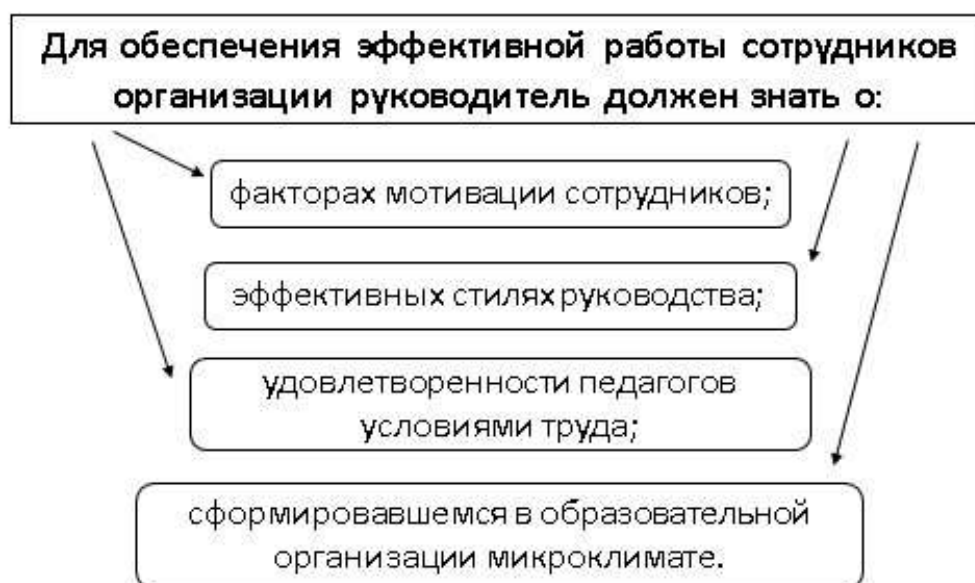 Для обеспечения эффективной работы сотрудников
организации руководитель должен знать о:
факторах мотивации сотрудников;
эффективных стилях руководства;
удовлетворенности педагогов
условиями труда;
сформировавшемся в образовательной
организации микроклимате.